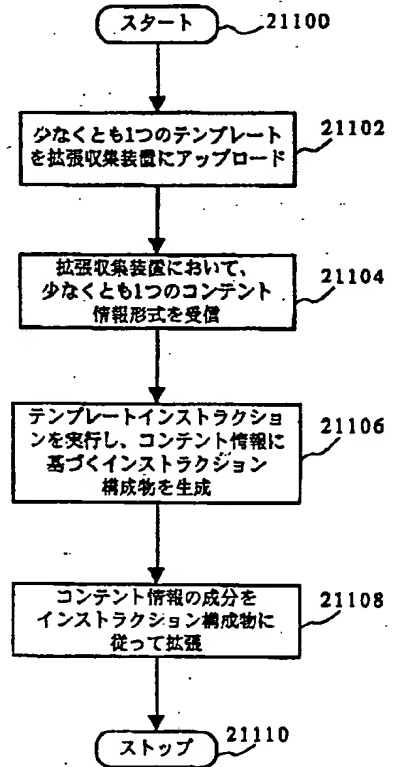 スタート
21100
少なくとも1つのテンプレート
を拡張収集装置にアップロード
21102
拡張収集装置において、
少なくとも1つのコンテント
情報形式を受信
21104
テンプレートインストラクショ
ンを実行し、コンテント情報に
基づくインストラクション
構成物を生成
21106
コンテント情報の成分を
インストラクション構成物に
従って拡張
21108
ストップ
21110